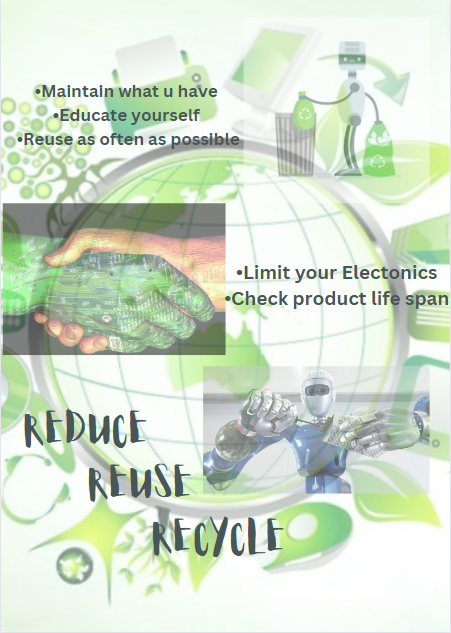 •Maintain what u have
•Educate yourself
•Reuse as often as possible
•Limit your Electonics
•Check product life span
REDUCE
REUSE
RECYCLE